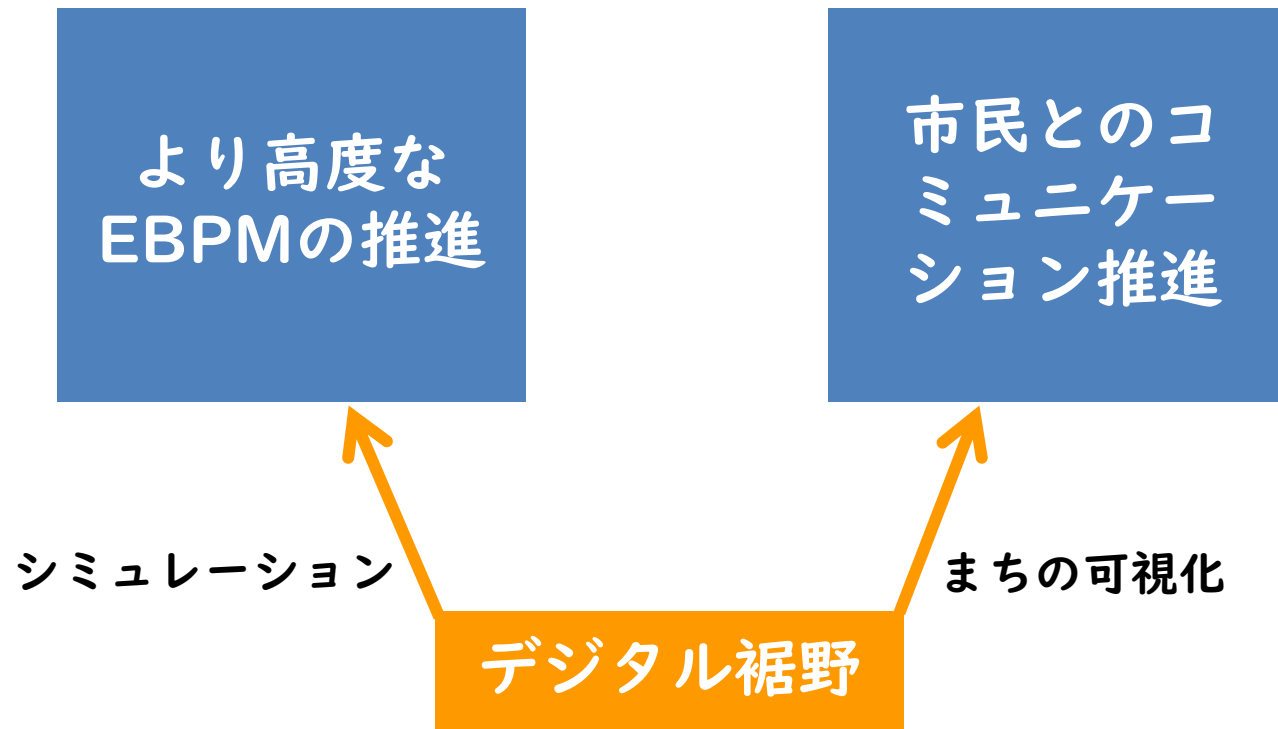 より高度な
EBPMの推進
市民とのコ
ミュニケー
ション推進
シミュレーション
まちの可視化
デジタル裾野